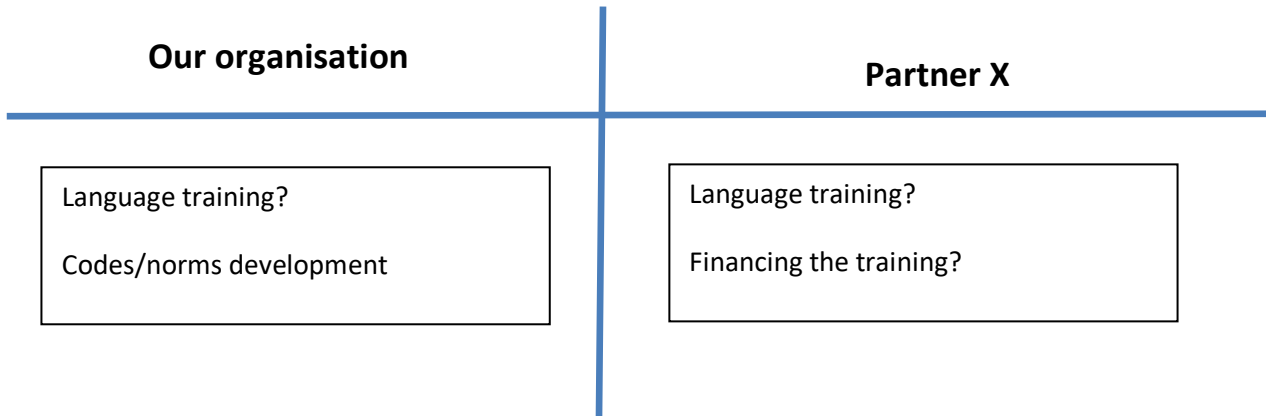 Our organisation
Partner X
Language training?
Codes/norms development
Language training?
Financing the training?